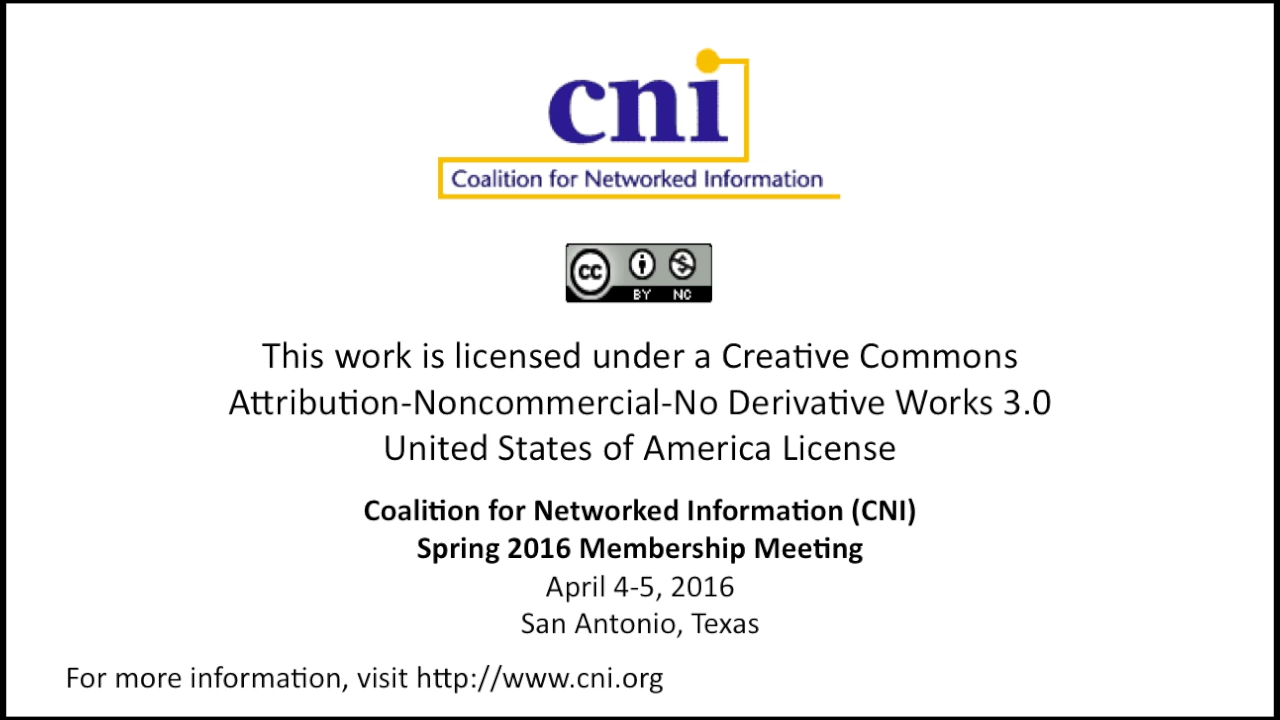 cni
Coalition for Networked Information
cc
BY NC
This work is licensed under a Creative Commons
Attribution-Noncommercial-No Derivative Works 3.0
United States of America License
Coalition for Networked Information (CNI)
Spring 2016 Membership Meeting
April 4-5, 2016
San Antonio, Texas
For more information, visit http://www.cni.org